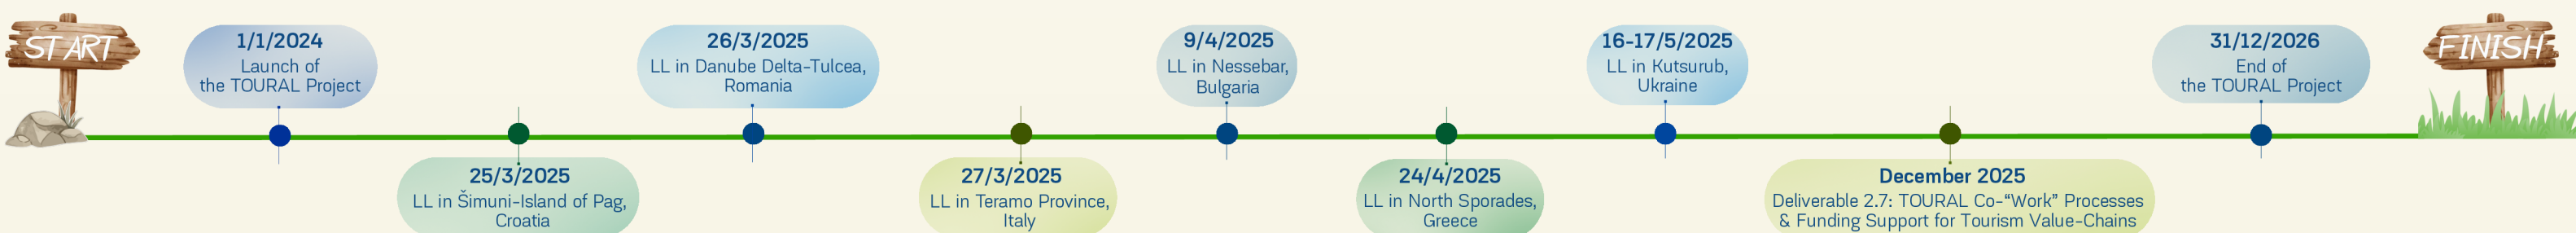 START
1/1/2024
Launch of
the TOURAL Project
25/3/2025
LL in Šimuni-Island of Pag,
Croatia
26/3/2025
LL in Danube Delta-Tulcea,
Romania
27/3/2025
LL in Teramo Province,
Italy
9/4/2025
LL in Nessebar,
Bulgaria
24/4/2025
LL in North Sporades,
Greece
16-17/5/2025
LL in Kutsurub,
Ukraine
December 2025
Deliverable 2.7: TOURAL Co-“Work” Processes
& Funding Support for Tourism Value-Chains
31/12/2026
End of
the TOURAL Project
FINISH